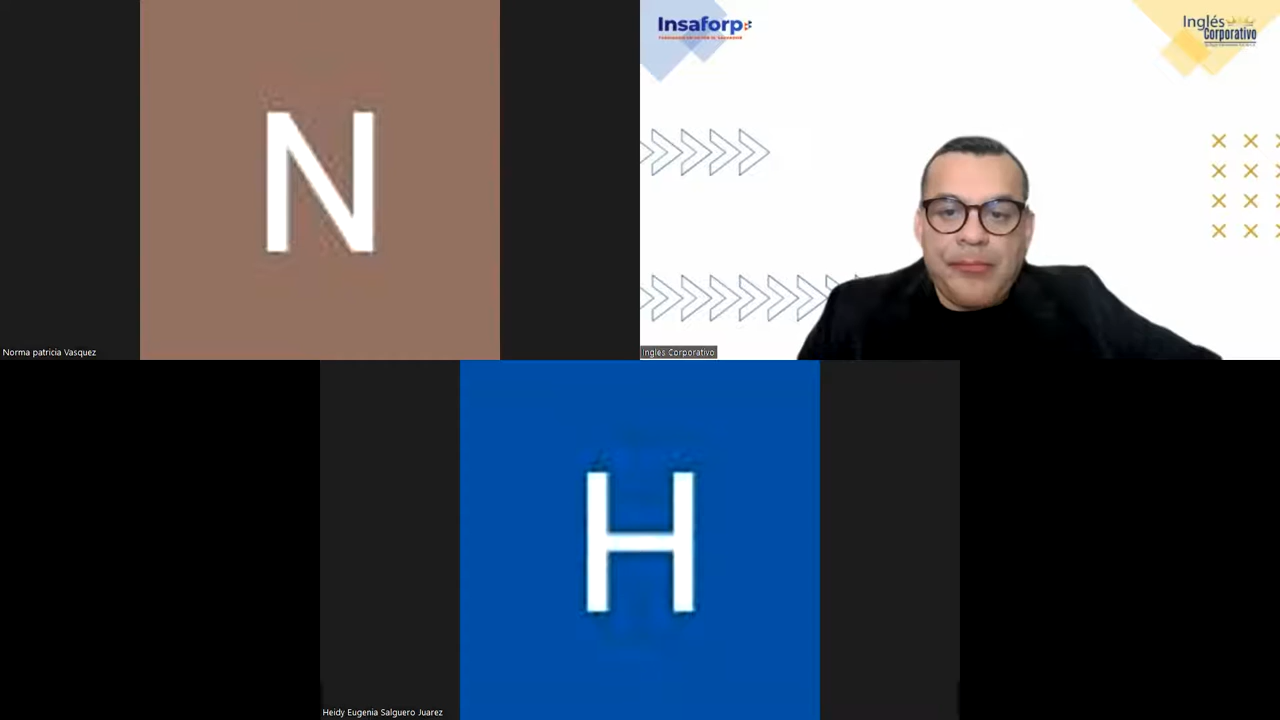 N
Norma patricia Vasquez
Insaforp
Inglés
Corporativo
Ingles Corporativo
H
Heidy Eugenia Salguero Juarez